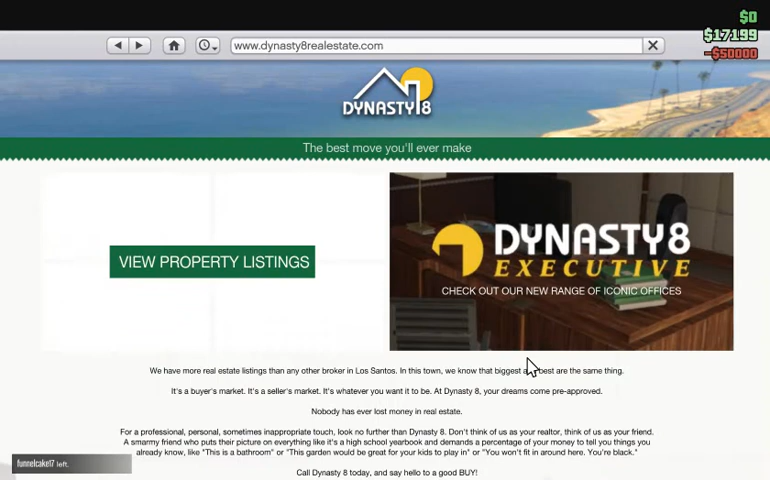 $0
$17199
-$50000
www.dynasty8realestate.com
DYNASTY 8
The best move you'll ever make
VIEW PROPERTY LISTINGS
DYNASTY 8
EXECUTIVE
CHECK OUT OUR NEW RANGE OF ICONIC OFFICES
We have more real estate listings than any other broker in Los Santos. In this town, we know that biggest best are the same thing.
It's a buyer's market. It's a seller's market. It's whatever you want it to be. At Dynasty 8, your dreams come pre-approved.
Nobody has ever lost money in real estate.
For a professional, personal, sometimes inappropriate touch, look no further than Dynasty 8. Don't think of us as your realtor, think of us as your friend.
A smarmy friend who puts their picture on everything like it's a high school yearbook and demands a percentage of your money to tell you things you
already know, like "This is a bathroom" or "This garden would be great for your kids to play in" or "You won't fit in around here. You're black."
Call Dynasty 8 today, and say hello to a good BUY!
funnelcake17 left.